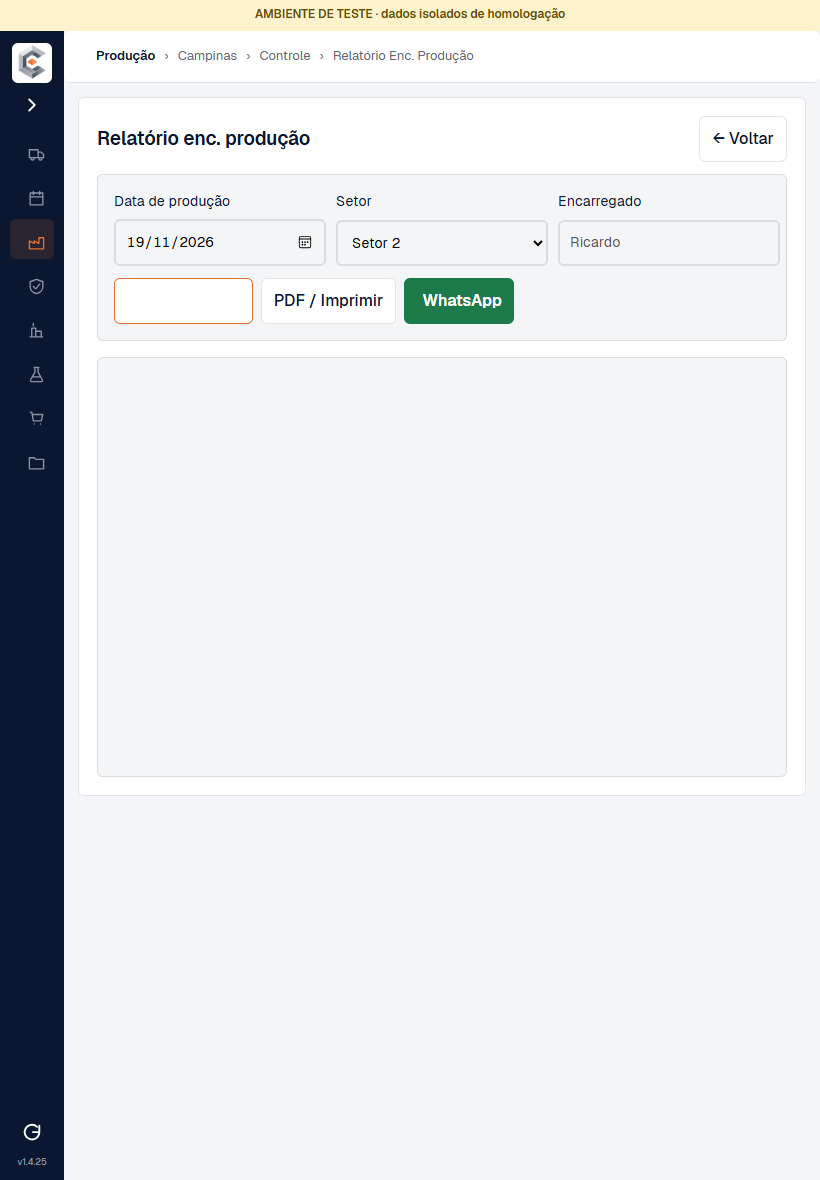 AMBIENTE DE TESTE · dados isolados de homologação
Produção › Campinas › Controle › Relatório Enc. Produção
Relatório enc. produção
← Voltar
Data de produção
Setor
Encarregado
19/11/2026
Setor 2
Ricardo
PDF / Imprimir
WhatsApp
v1.4.25